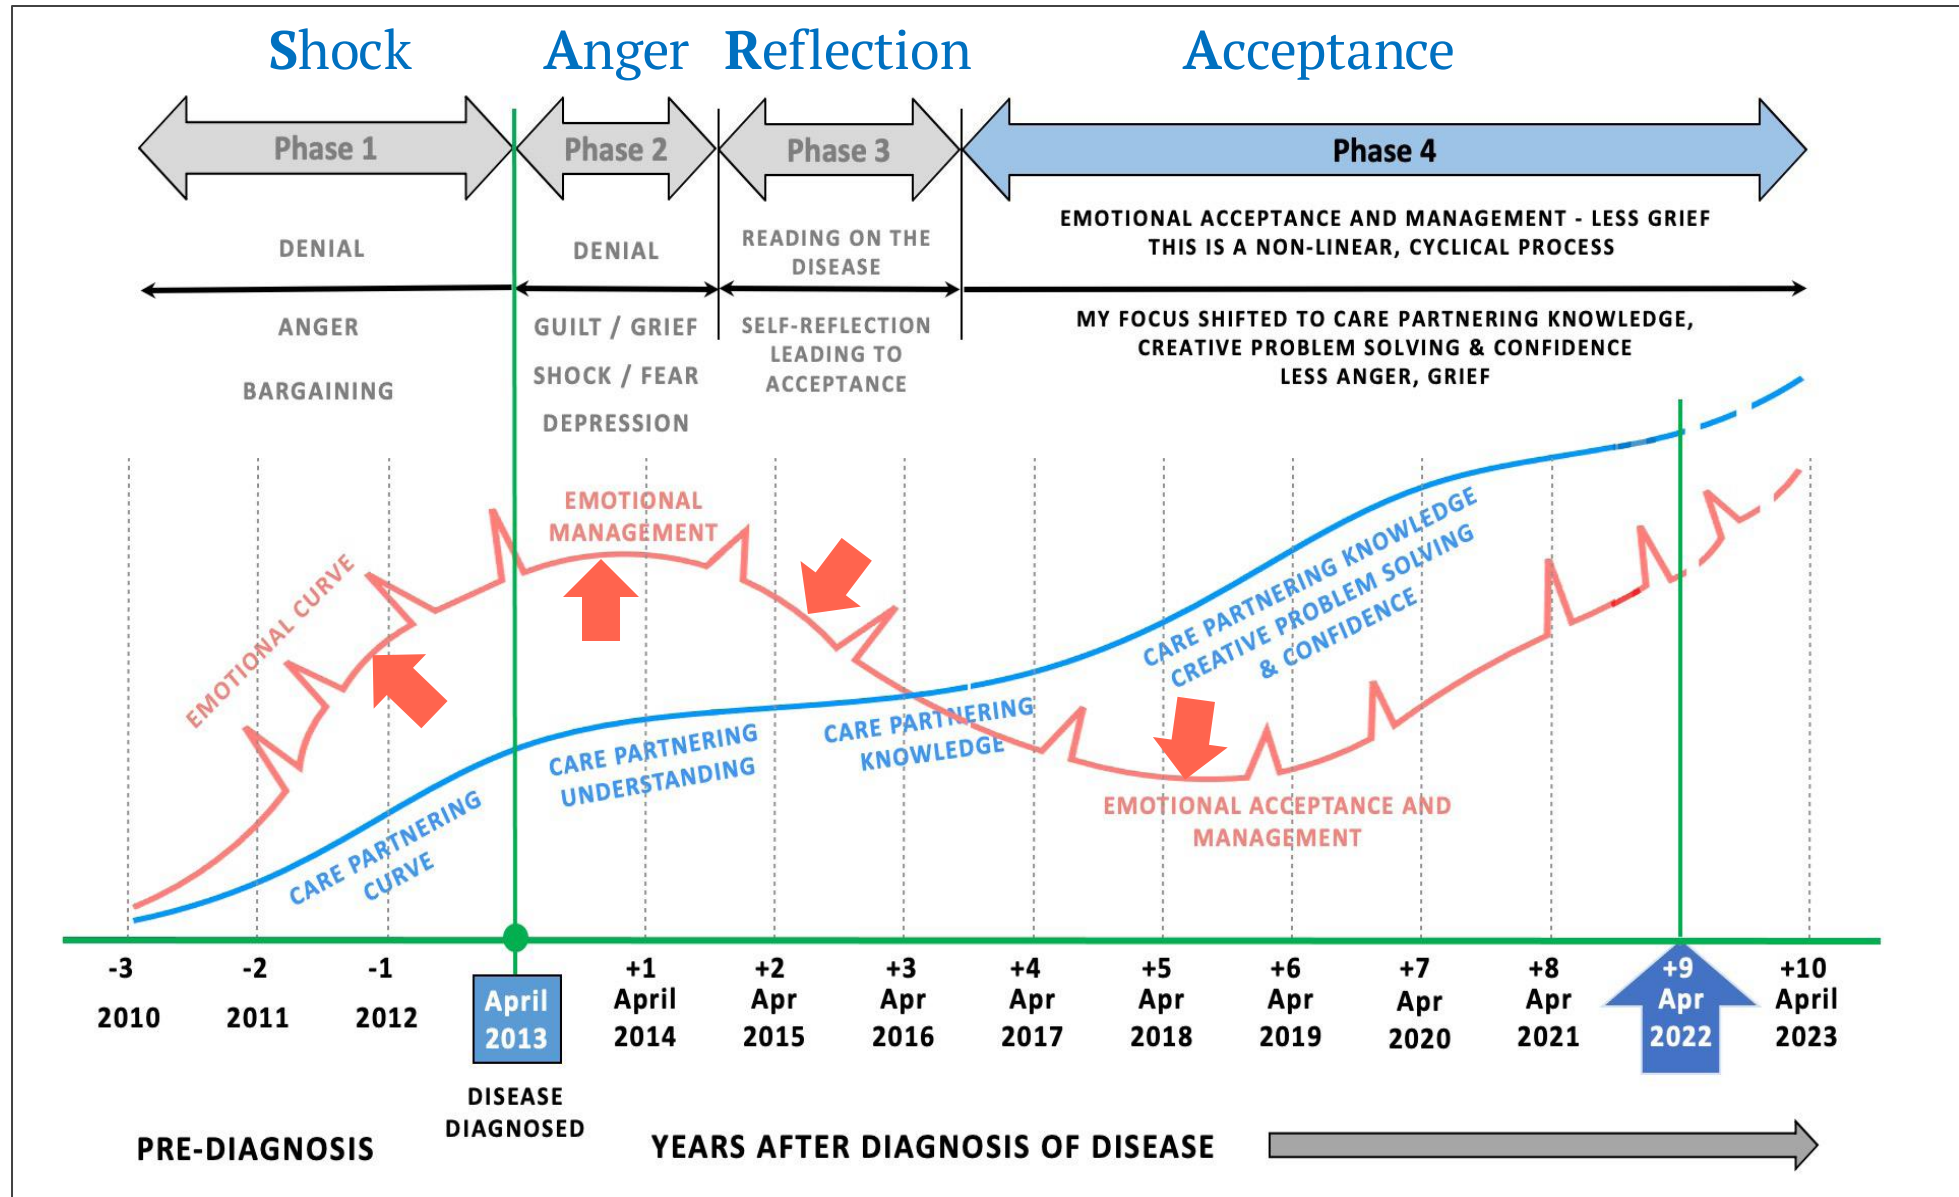 Shock
Anger
Reflection
Acceptance
Phase 1
Phase 2
Phase 3
Phase 4
DENIAL
ANGER
BARGAINING
DENIAL
GUILT / GRIEF
SHOCK / FEAR
DEPRESSION
READING ON THE
DISEASE
SELF-REFLECTION
LEADING TO
ACCEPTANCE
EMOTIONAL ACCEPTANCE AND MANAGEMENT - LESS GRIEF
THIS IS A NON-LINEAR, CYCLICAL PROCESS
MY FOCUS SHIFTED TO CARE PARTNERING KNOWLEDGE,
CREATIVE PROBLEM SOLVING & CONFIDENCE
LESS ANGER, GRIEF
EMOTIONAL CURVE
EMOTIONAL
MANAGEMENT
CARE PARTNERING
CURVE
CARE PARTNERING
UNDERSTANDING
CARE PARTNERING
KNOWLEDGE
CARE PARTNERING KNOWLEDGE
CREATIVE PROBLEM SOLVING
& CONFIDENCE
EMOTIONAL ACCEPTANCE AND
MANAGEMENT
-3
2010
-2
2011
-1
2012
April
2013
DISEASE
DIAGNOSED
+1
April
2014
+2
Apr
2015
+3
Apr
2016
+4
Apr
2017
+5
Apr
2018
+6
Apr
2019
+7
Apr
2020
+8
Apr
2021
+9
Apr
2022
+10
April
2023
PRE-DIAGNOSIS
YEARS AFTER DIAGNOSIS OF DISEASE